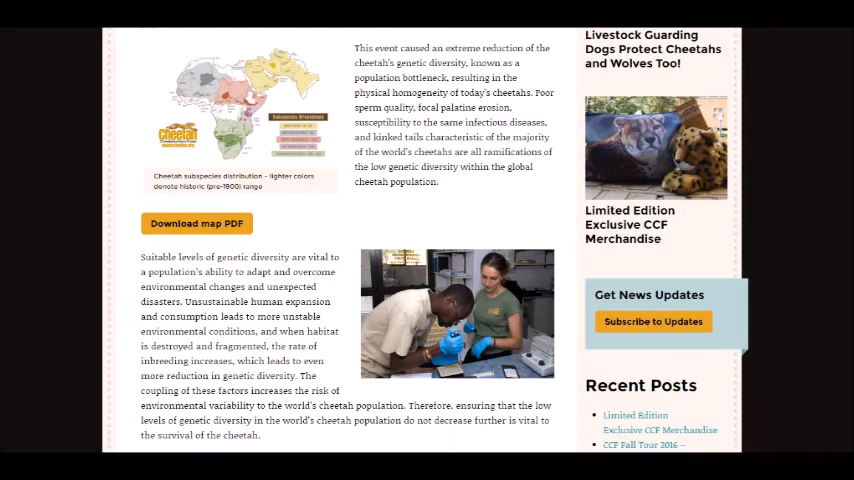 This event caused an extreme reduction of the
cheetah's genetic diversity, known as a
population bottleneck, resulting in the
physical homogeneity of today's cheetahs. Poor
sperm quality, focal palatine erosion,
susceptibility to the same infectious diseases,
and kinked tails characteristic of the majority
of the world's cheetahs are all ramifications of
the low genetic diversity within the global
cheetah population.
Cheetah
Cheetah subspecies distribution - lighter colors
denote historic (pre-1900) range
Download map PDF
Suitable levels of genetic diversity are vital to
a population's ability to adapt and overcome
environmental changes and unexpected
disasters. Unsustainable human expansion
and consumption leads to more unstable
environmental conditions, and when habitat
is destroyed and fragmented, the rate of
inbreeding increases, which leads to even
more reduction in genetic diversity. The
coupling of these factors increases the risk of
environmental variability to the world's cheetah population. Therefore, ensuring that the low
levels of genetic diversity in the world's cheetah population do not decrease further is vital to
the survival of the cheetah.
Livestock Guarding
Dogs Protect Cheetahs
and Wolves Too!
Limited Edition
Exclusive CCF
Merchandise
Get News Updates
Subscribe to Updates
Recent Posts
Limited Edition
Exclusive CCF Merchandise
CCF Fall Tour 2016 –